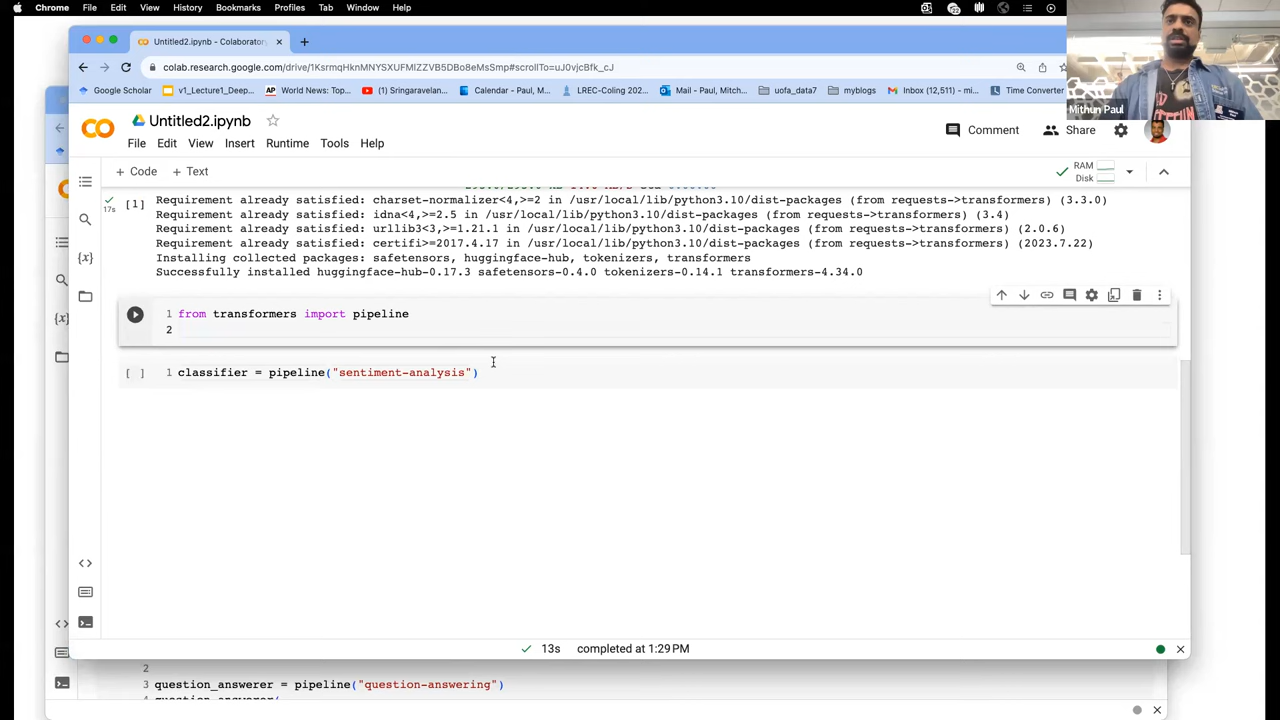 Chrome File Edit View History Bookmarks Profiles Tab Window Help
Untitled2.ipynb - Colaboratory
colab.research.google.com/drive/1KsrmqHknMNYSXUFMIZZVB5DBo8eMsSmp#scrollTo=uJ0vjcBfk_cJ
Google Scholar v1_Lecture1_Deep... World News: Top... (1) Sringaravelan... Calendar - Paul, M... LREC-Coling 2022... Mail - Paul, Mitch... uofa_data7 myblogs Inbox (12,511) - mi... Time Converter
Mithun Paul
Untitled2.ipynb
Comment Share
File Edit View Insert Runtime Tools Help
+ Code + Text
RAM
Disk
[1]
17s
Requirement already satisfied: charset-normalizer<4,>=2 in /usr/local/lib/python3.10/dist-packages (from requests->transformers) (3.3.0)
Requirement already satisfied: idna<4,>=2.5 in /usr/local/lib/python3.10/dist-packages (from requests->transformers) (3.4)
Requirement already satisfied: urllib3<3,>=1.21.1 in /usr/local/lib/python3.10/dist-packages (from requests->transformers) (2.0.6)
Requirement already satisfied: certifi>=2017.4.17 in /usr/local/lib/python3.10/dist-packages (from requests->transformers) (2023.7.22)
Installing collected packages: safetensors, huggingface-hub, tokenizers, transformers
Successfully installed huggingface-hub-0.17.3 safetensors-0.4.0 tokenizers-0.14.1 transformers-4.34.0
1 from transformers import pipeline
2
[ ] 1 classifier = pipeline("sentiment-analysis")
13s completed at 1:29 PM
2
3 question_answerer = pipeline("question-answering")
4 question_answerer(